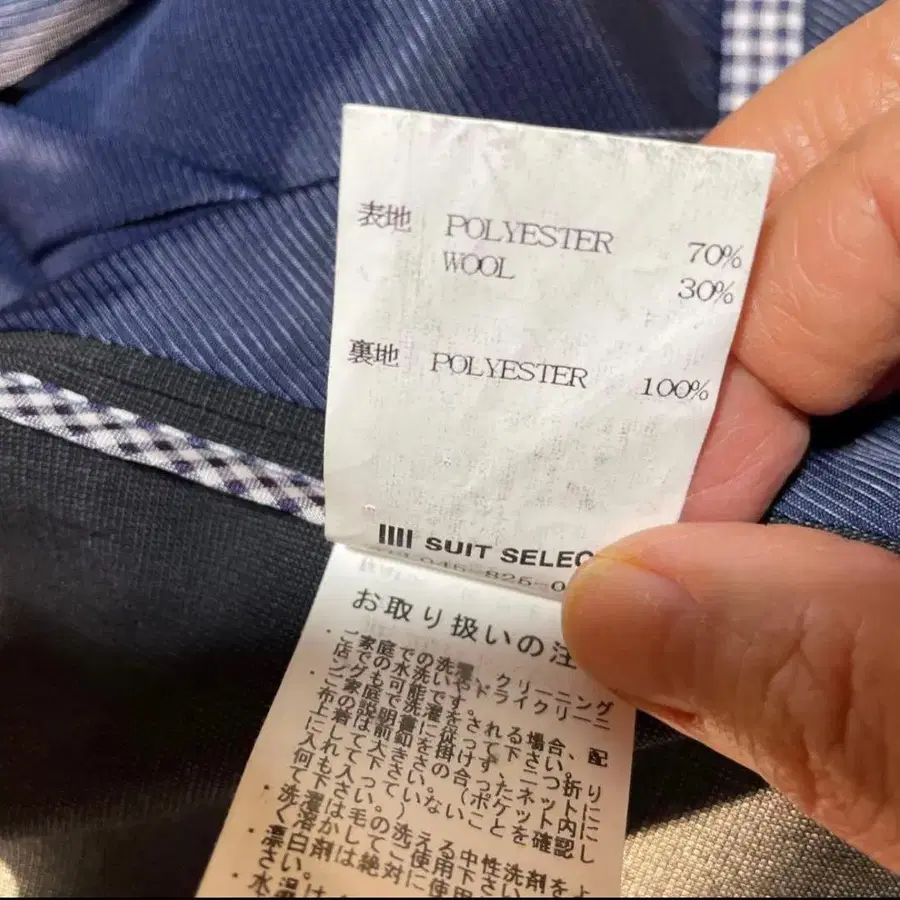 表地 POLYESTER 70%
WOOL 30%
裏地 POLYESTER 100%
SUIT SELEC
045-825-0
お取り扱いの注
・ご家庭での洗濯、クリーニング
店での水洗いやドライクリーニ
ングも可能です。
・ご家庭で洗濯をされる場合、配
布の説明書に従って下さい。
上着は前釦を掛けず、二つ折り
大きさの合ったネットに
入れて下さい。(ポケット内に
何も入っていないことを確認し
て下さい。)
・洗濯は毛の洗える中性洗剤をよ
く溶かしてご使用下さい
漂白剤は絶対に使用
さい。